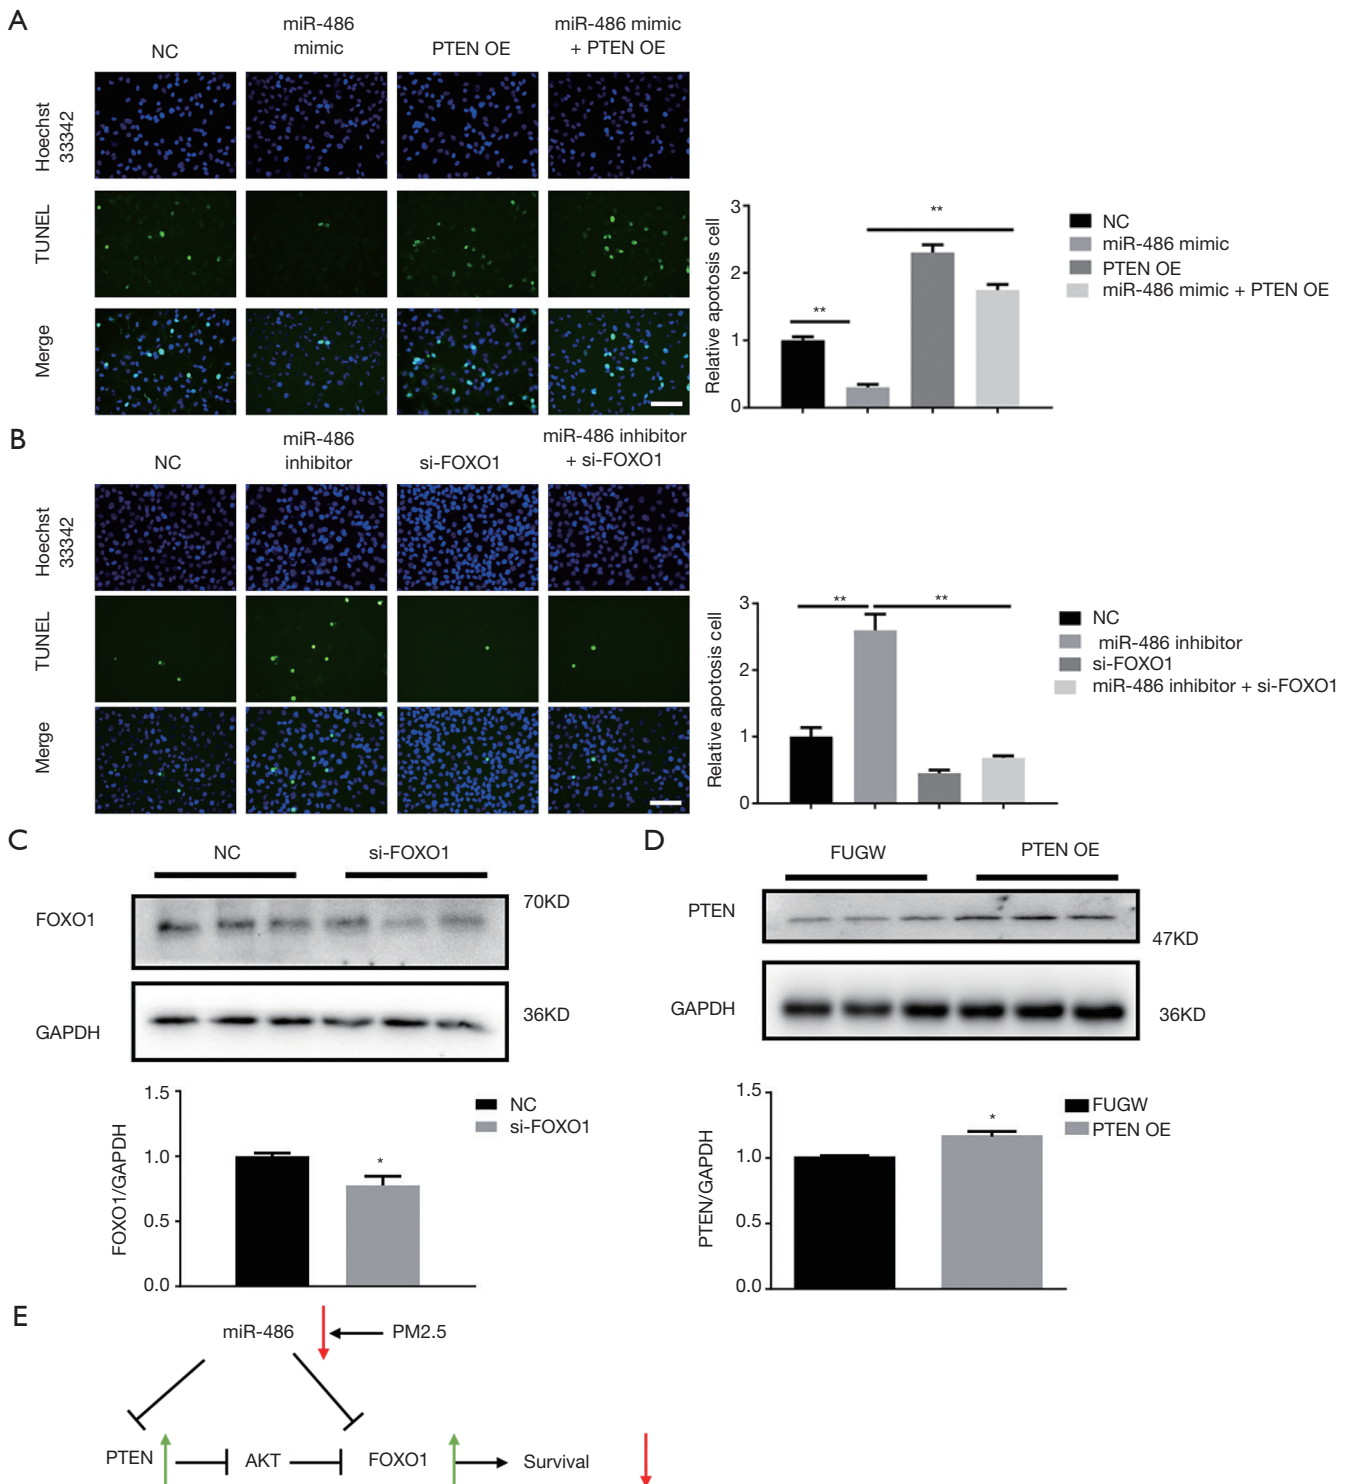 A
NC
miR-486
mimic
PTEN OE
miR-486 mimic
+ PTEN OE
Hoechst
33342
TUNEL
Merge
Relative apotosis cell
3
2
1
0
**
**
NC
miR-486 mimic
PTEN OE
miR-486 mimic + PTEN OE
B
NC
miR-486
inhibitor
si-FOXO1
miR-486 inhibitor
+ si-FOXO1
Hoechst
33342
TUNEL
Merge
Relative apotosis cell
3
2
1
0
**
**
NC
miR-486 inhibitor
si-FOXO1
miR-486 inhibitor + si-FOXO1
C
NC
si-FOXO1
FOXO1
70KD
GAPDH
36KD
FOXO1/GAPDH
1.5
1.0
0.5
0.0
*
NC
si-FOXO1
D
FUGW
PTEN OE
PTEN
47KD
GAPDH
36KD
PTEN/GAPDH
1.5
1.0
0.5
0.0
*
FUGW
PTEN OE
E
miR-486
PM2.5
PTEN
AKT
FOXO1
Survival